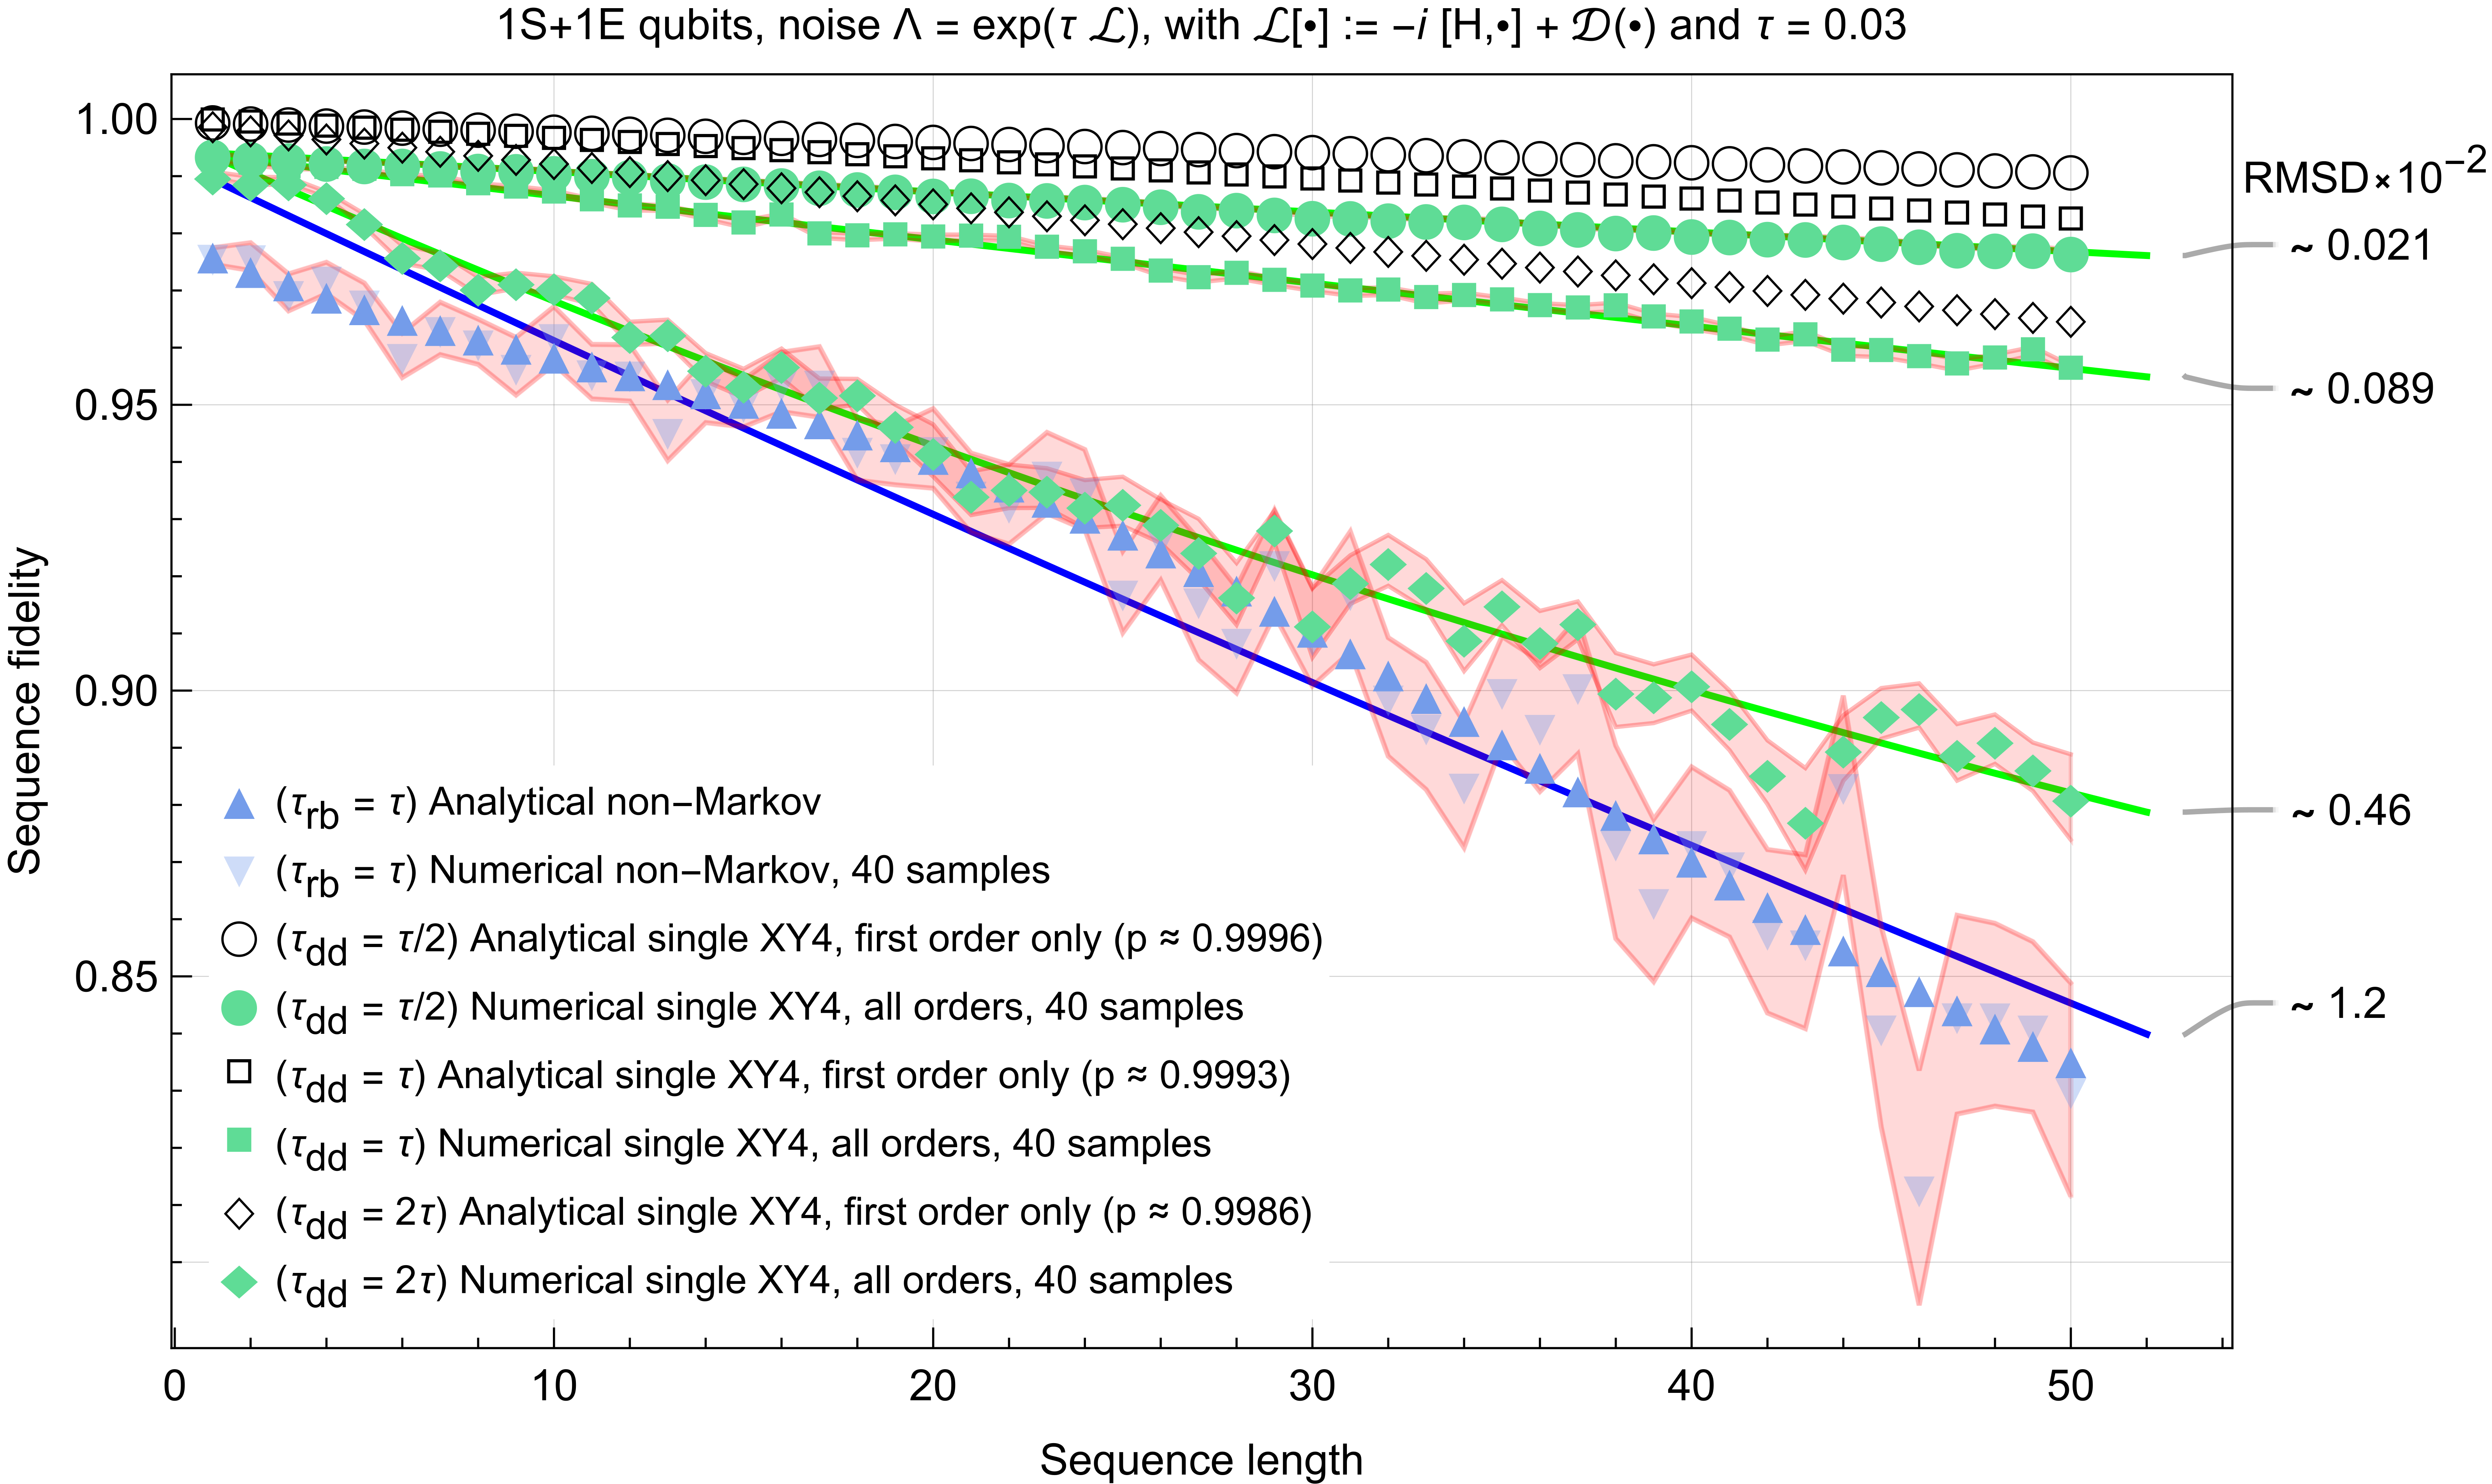 1S+1E qubits, noise Λ = exp(τ ℒ), with ℒ[•] := −i [H,•] + 𝒟(•) and τ = 0.03
Sequence fidelity
1.00
0.95
0.90
0.85
RMSD×10−2
~ 0.021
~ 0.089
~ 0.46
~ 1.2
(τrb = τ) Analytical non−Markov
(τrb = τ) Numerical non−Markov, 40 samples
(τdd = τ/2) Analytical single XY4, first order only (p ≈ 0.9996)
(τdd = τ/2) Numerical single XY4, all orders, 40 samples
(τdd = τ) Analytical single XY4, first order only (p ≈ 0.9993)
(τdd = τ) Numerical single XY4, all orders, 40 samples
(τdd = 2τ) Analytical single XY4, first order only (p ≈ 0.9986)
(τdd = 2τ) Numerical single XY4, all orders, 40 samples
0 10 20 30 40 50
Sequence length